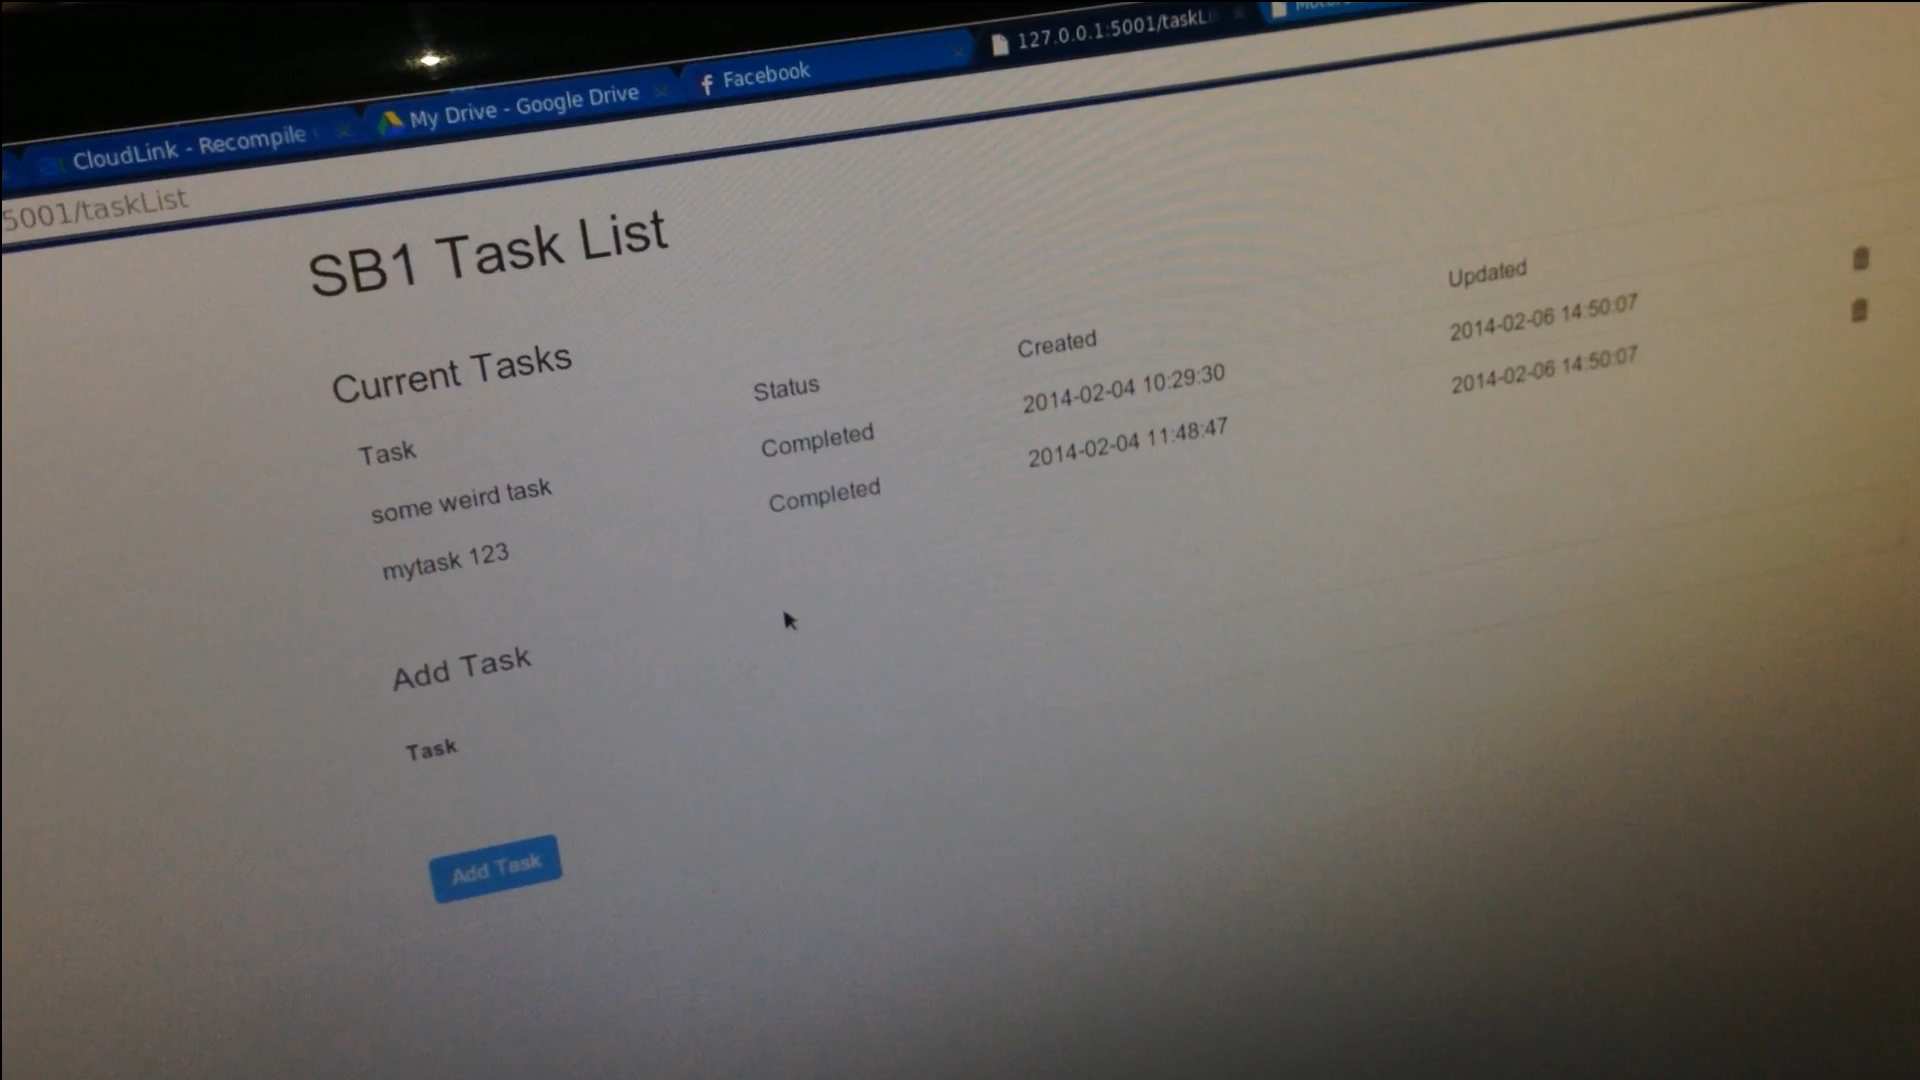 CloudLink - Recompile
My Drive - Google Drive
Facebook
127.0.0.1:5001/taskLi
5001/taskList
SB1 Task List
Current Tasks
Task Status Created Updated
some weird task Completed 2014-02-04 10:29:30 2014-02-06 14:50:07
mytask 123 Completed 2014-02-04 11:48:47 2014-02-06 14:50:07
Add Task
Task
Add Task